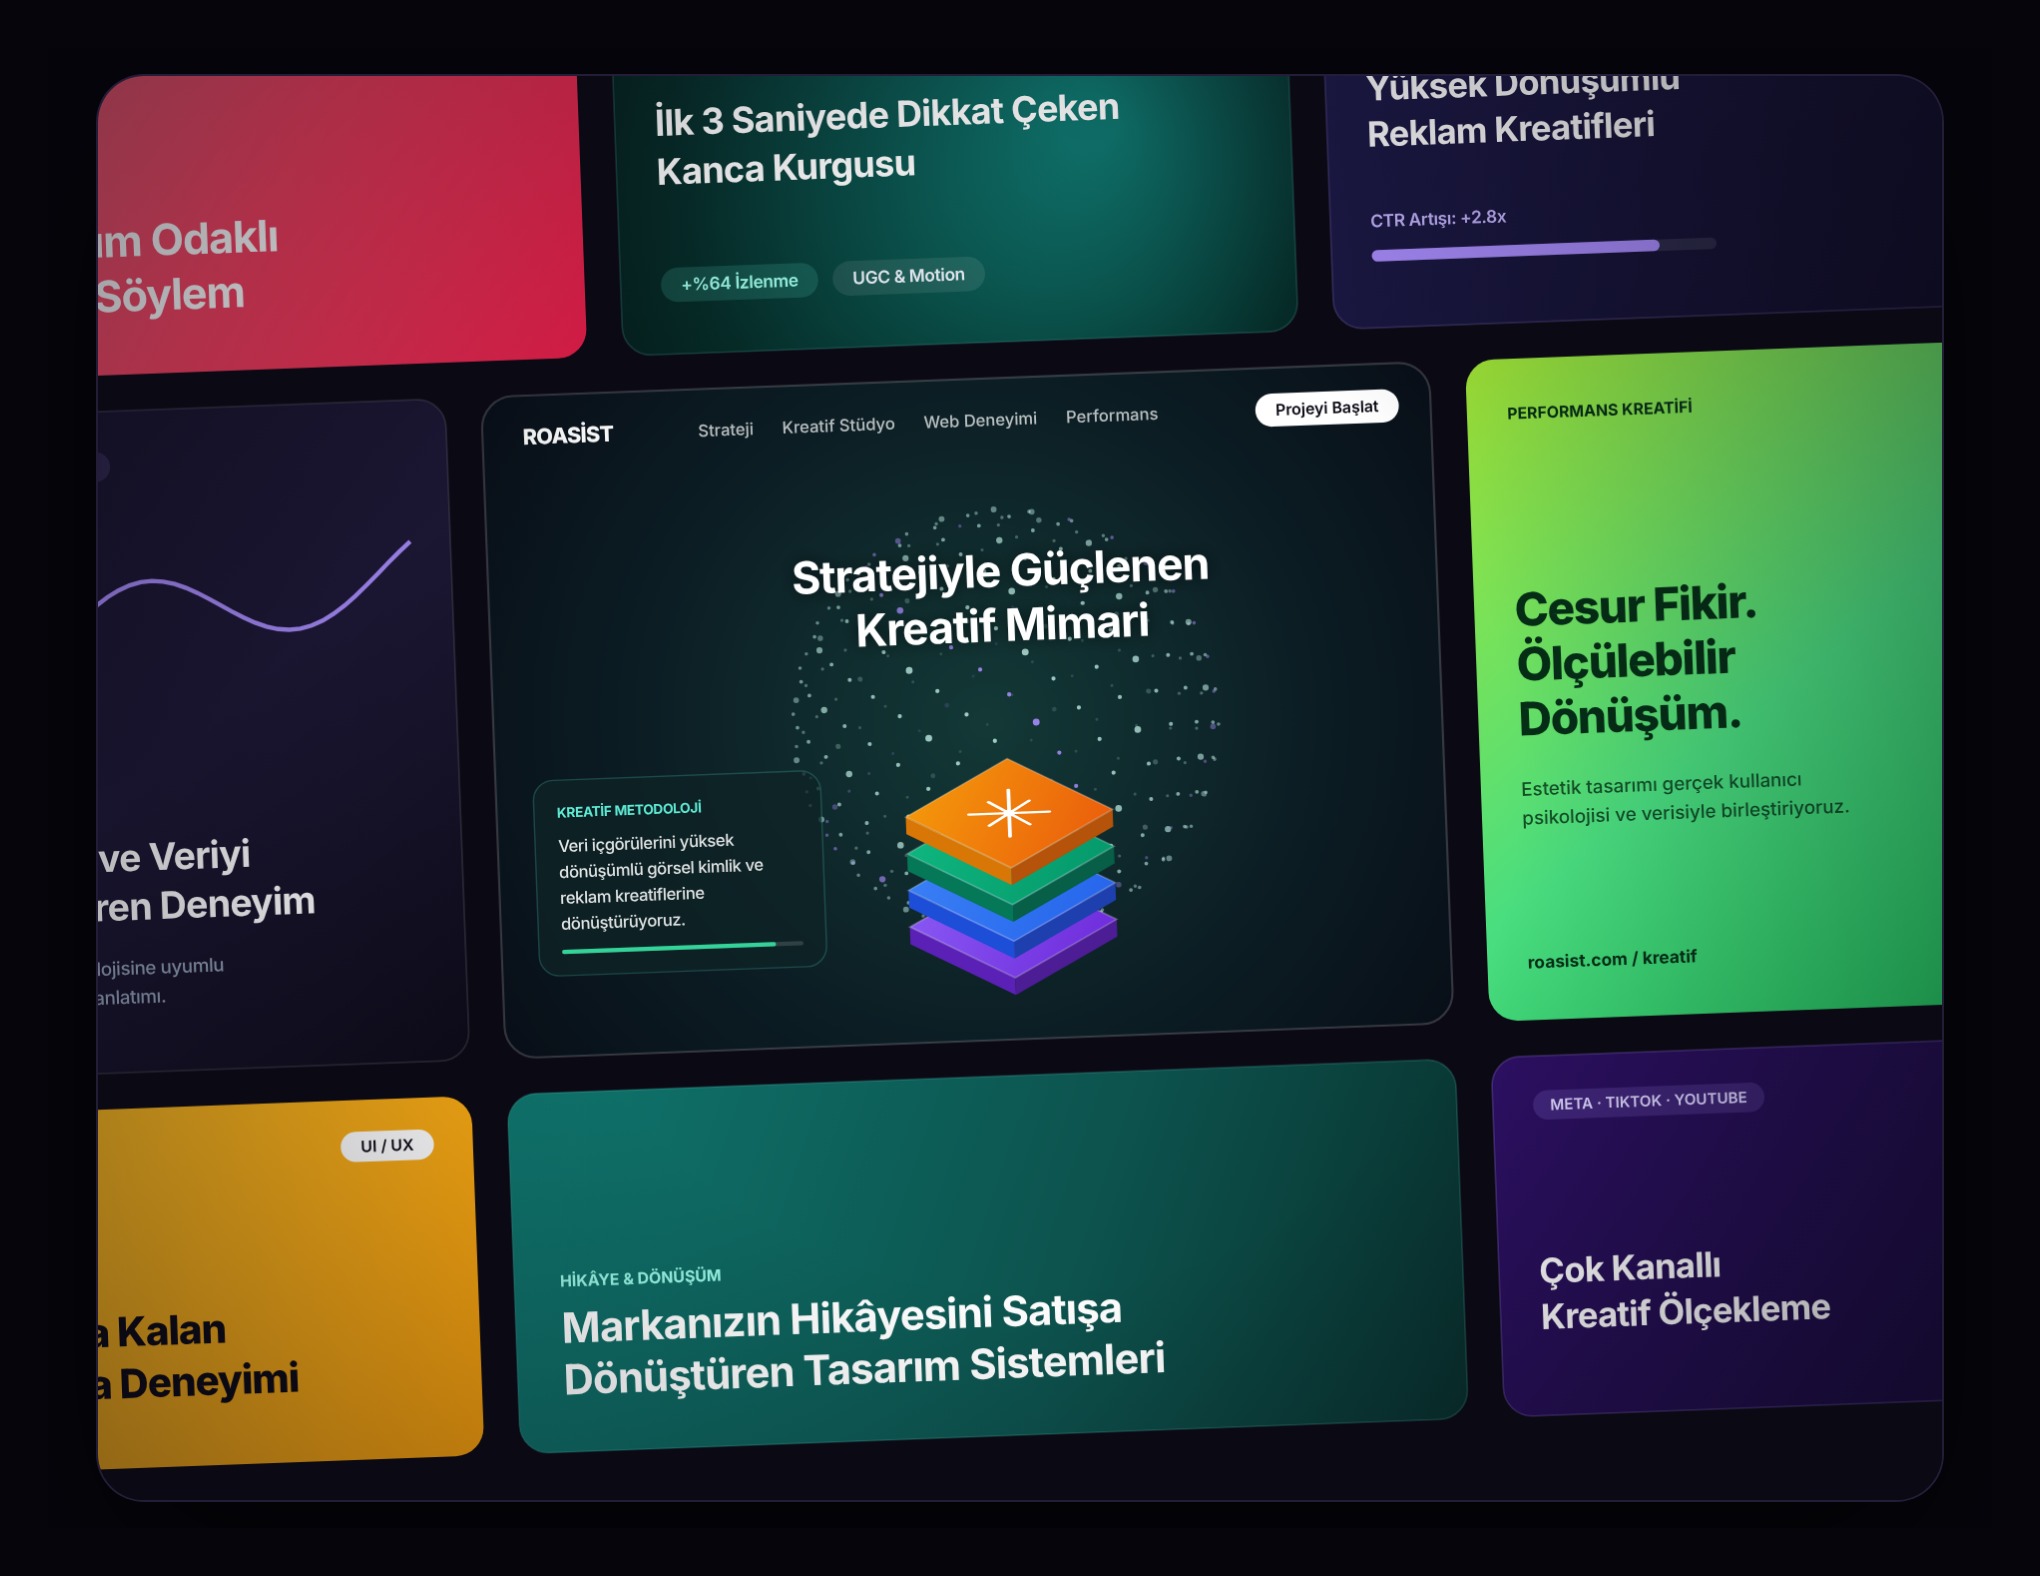 ım Odaklı
Söylem
İlk 3 Saniyede Dikkat Çeken
Kanca Kurgusu
+%64 İzlenme
UGC & Motion
Yüksek Dönüşümlü
Reklam Kreatifleri
CTR Artışı: +2.8x
ve Veriyi
ren Deneyim
lojisine uyumlu
anlatımı.
ROASİST
Strateji
Kreatif Stüdyo
Web Deneyimi
Performans
Projeyi Başlat
Stratejiyle Güçlenen
Kreatif Mimari
KREATİF METODOLOJİ
Veri içgörülerini yüksek
dönüşümlü görsel kimlik ve
reklam kreatiflerine
dönüştürüyoruz.
PERFORMANS KREATİFİ
Cesur Fikir.
Ölçülebilir
Dönüşüm.
Estetik tasarımı gerçek kullanıcı
psikolojisi ve verisiyle birleştiriyoruz.
roasist.com / kreatif
UI / UX
a Kalan
a Deneyimi
HİKÂYE & DÖNÜŞÜM
Markanızın Hikâyesini Satışa
Dönüştüren Tasarım Sistemleri
META · TIKTOK · YOUTUBE
Çok Kanallı
Kreatif Ölçekleme